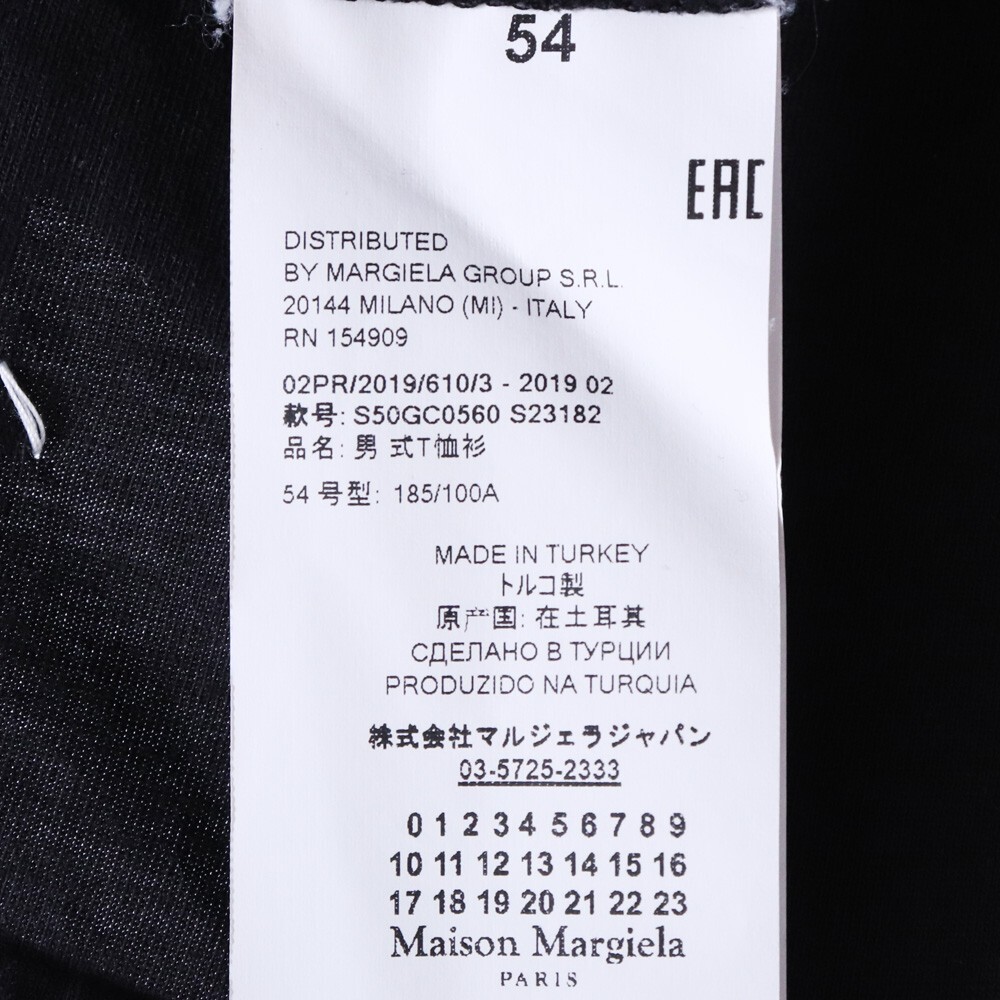 54
EAC
DISTRIBUTED
BY MARGIELA GROUP S.R.L.
20144 MILANO (MI) - ITALY
RN 154909
02PR/2019/610/3 - 2019 02
款号: S50GC0560 S23182
品名: 男 式T恤衫
54 号型: 185/100A
MADE IN TURKEY
トルコ製
原产国: 在土耳其
СДЕЛАНО В ТУРЦИИ
PRODUZIDO NA TURQUIA
株式会社マルジェラジャパン
03-5725-2333
0 1 2 3 4 5 6 7 8 9
10 11 12 13 14 15 16
17 18 19 20 21 22 23
Maison Margiela
PARIS